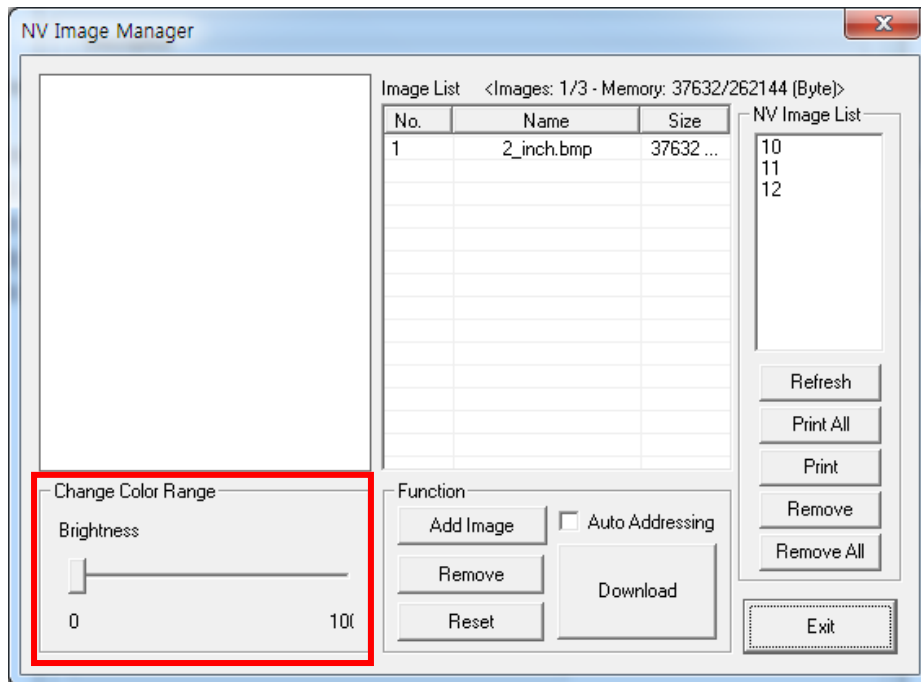 NV Image Manager
Image List <Images: 1/3 - Memory: 37632/262144 (Byte)>
No. Name Size
1 2_inch.bmp 37632 ...
NV Image List
10
11
12
Refresh
Print All
Print
Remove
Remove All
Change Color Range
Brightness
0 10(
Function
Add Image Auto Addressing
Remove
Download
Reset
Exit